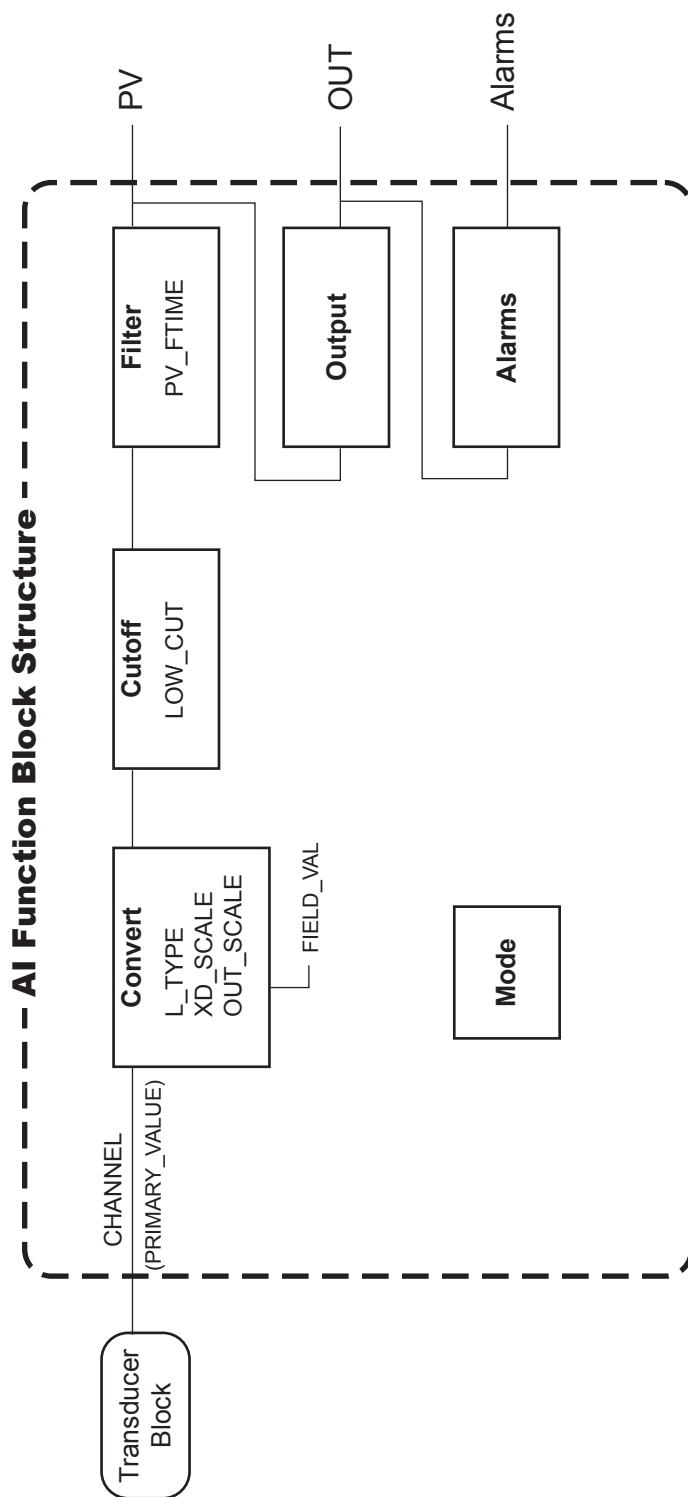 AI Function Block Structure
Transducer
Block
CHANNEL
(PRIMARY_VALUE)
Convert
L_TYPE
XD_SCALE
OUT_SCALE
FIELD_VAL
Cutoff
LOW_CUT
Filter
PV_FTIME
PV
Output
OUT
Mode
Alarms
Alarms